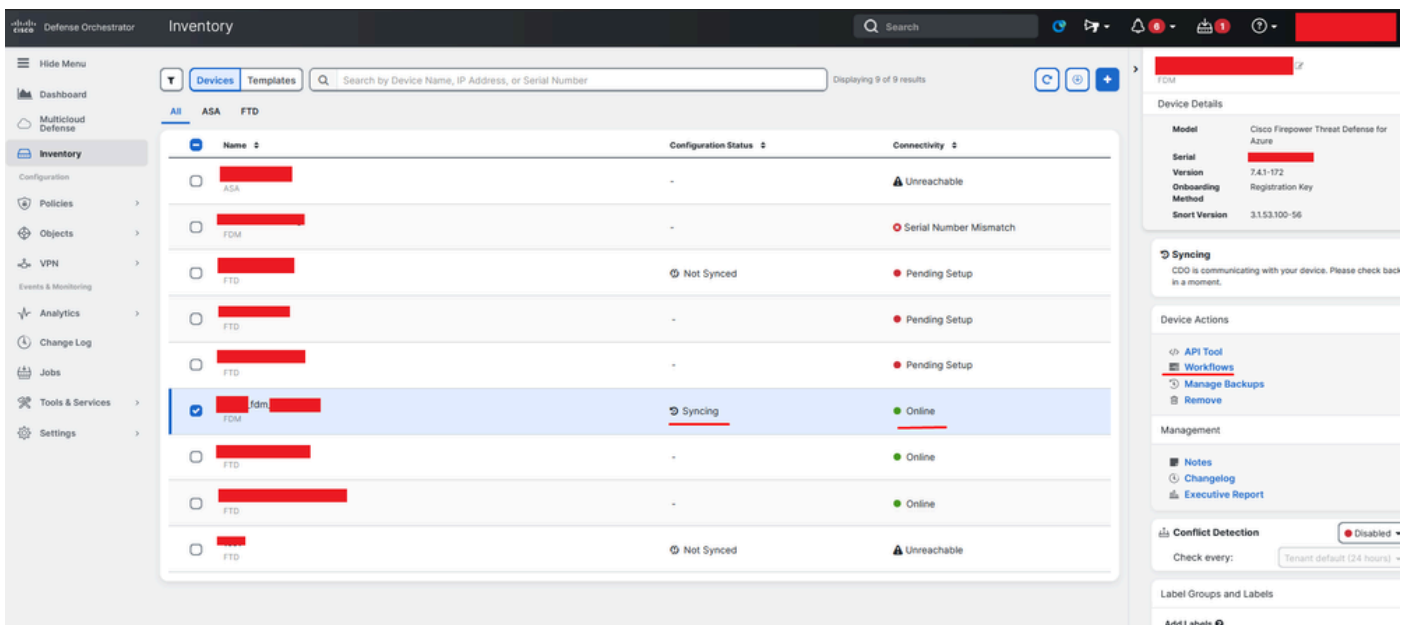 cisco Defense Orchestrator
Inventory
Search
6
1
Hide Menu
Dashboard
Multicloud
Defense
Inventory
Configuration
Policies
Objects
VPN
Events & Monitoring
Analytics
Change Log
Jobs
Tools & Services
Settings
Devices Templates
Search by Device Name, IP Address, or Serial Number
Displaying 9 of 9 results
All ASA FTD
Name Configuration Status Connectivity
ASA - Unreachable
FDM - Serial Number Mismatch
FTD Not Synced Pending Setup
FTD - Pending Setup
FTD - Pending Setup
_fdm_
FDM Syncing Online
FTD - Online
FTD - Online
FTD Not Synced Unreachable
FDM
Device Details
Model Cisco Firepower Threat Defense for
Azure
Serial
Version 7.4.1-172
Onboarding Registration Key
Method
Snort Version 3.1.53.100-56
Syncing
CDO is communicating with your device. Please check back
in a moment.
Device Actions
API Tool
Workflows
Manage Backups
Remove
Management
Notes
Changelog
Executive Report
Conflict Detection Disabled
Check every: Tenant default (24 hours)
Label Groups and Labels
Add Labels